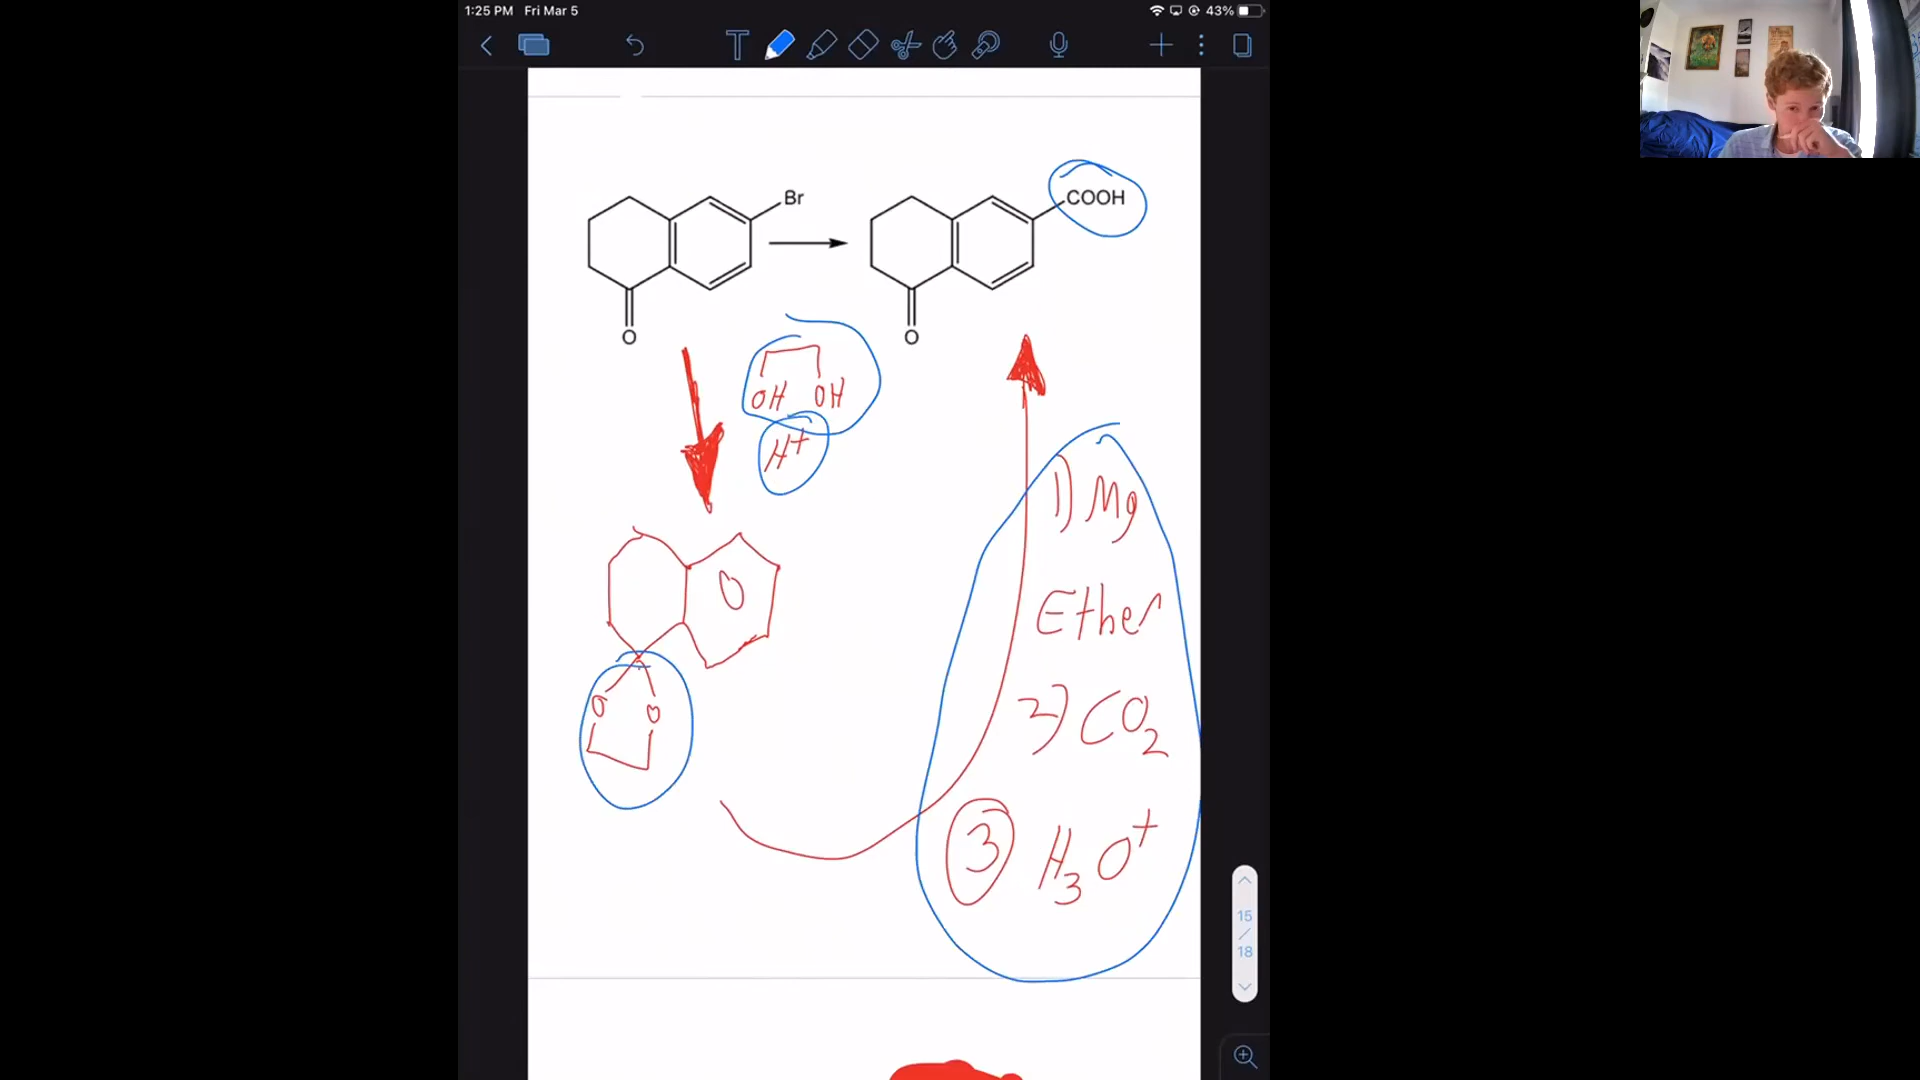 1:25 PM Fri Mar 5
43%
T
Br
COOH
O
O
OH OH
H+
1) Mg
O
Ether
O O
2) CO2
3 H3O+
15
/
18